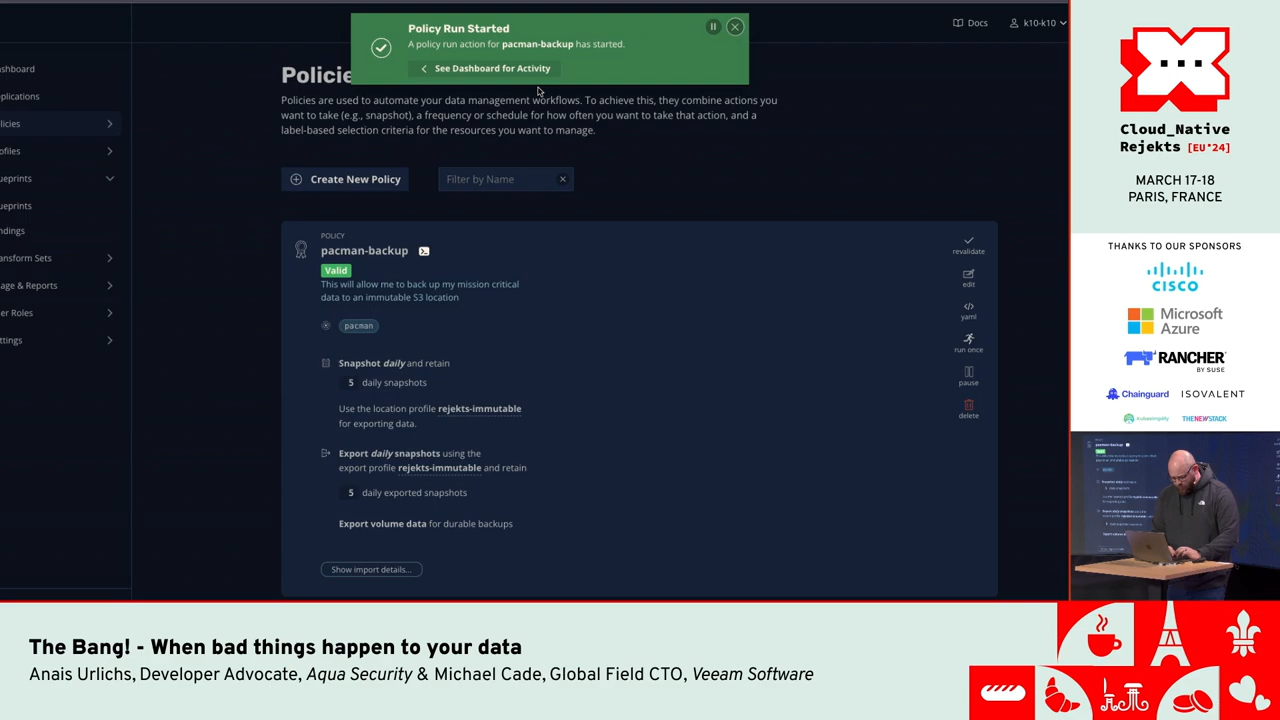 Policy Run Started
A policy run action for pacman-backup has started.
See Dashboard for Activity
Docs
k10-k10
shboard
plications
licies
ofiles
ueprints
ueprints
ndings
ansform Sets
age & Reports
er Roles
ttings
Policie
Policies are used to automate your data management workflows. To achieve this, they combine actions you
want to take (e.g., snapshot), a frequency or schedule for how often you want to take that action, and a
label-based selection criteria for the resources you want to manage.
Create New Policy
Filter by Name
POLICY
pacman-backup
Valid
This will allow me to back up my mission critical
data to an immutable S3 location
pacman
Snapshot daily and retain
5 daily snapshots
Use the location profile rejekts-immutable
for exporting data.
Export daily snapshots using the
export profile rejekts-immutable and retain
5 daily exported snapshots
Export volume data for durable backups
Show import details...
revalidate
edit
yaml
run once
pause
delete
Cloud_Native
Rejekts [EU*24]
MARCH 17-18
PARIS, FRANCE
THANKS TO OUR SPONSORS
CISCO
Microsoft
Azure
RANCHER
BY SUSE
Chainguard
ISOVALENT
kubesimplify
THENEWSTACK
pacman-backup
The Bang! - When bad things happen to your data
Anais Urlichs, Developer Advocate, Aqua Security & Michael Cade, Global Field CTO, Veeam Software